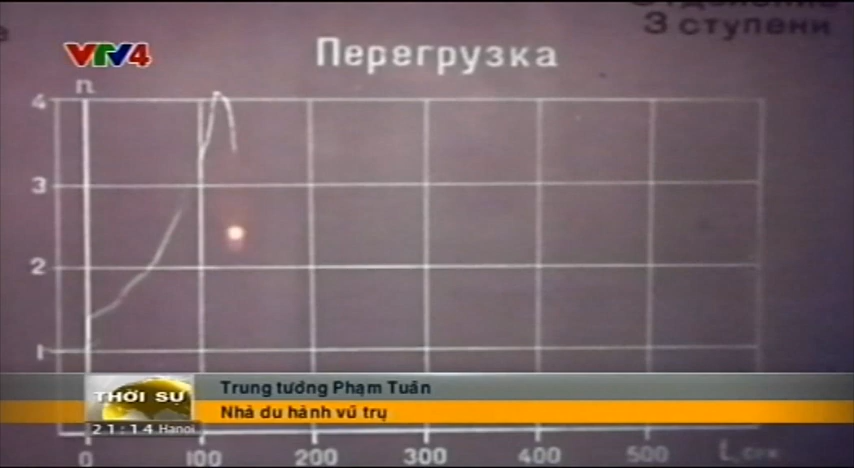 3 ступени
VTV4
Перегрузка
n
4
3
2
1
Trung tướng Phạm Tuân
THỜI SỰ
Nhà du hành vũ trụ
21:14 Hanoi
0 100 200 300 400 500 t, сек